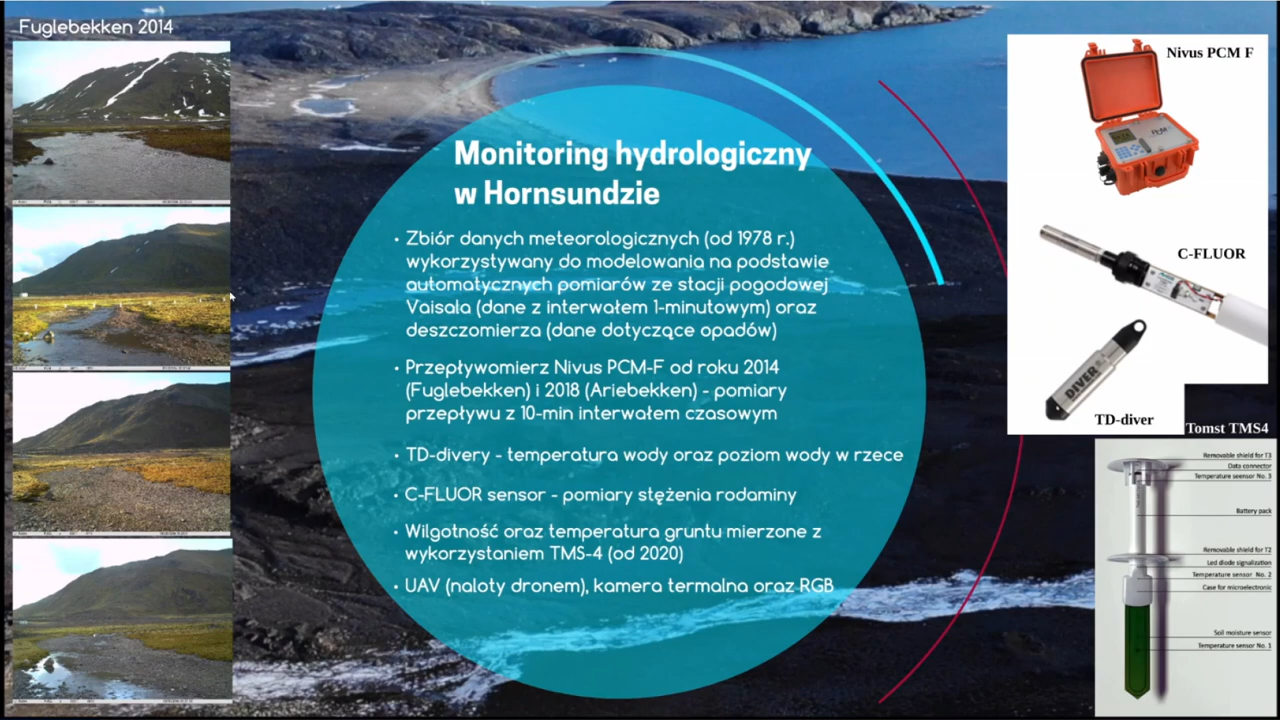 Fuglebekken 2014
Monitoring hydrologiczny
w Hornsundzie
• Zbiór danych meteorologicznych (od 1978 r.)
wykorzystywany do modelowania na podstawie
automatycznych pomiarów ze stacji pogodowej
Vaisala (dane z interwałem 1-minutowym) oraz
deszczomierza (dane dotyczące opadów)
• Przepływomierz Nivus PCM-F od roku 2014
(Fuglebekken) i 2018 (Ariebekken) - pomiary
przepływu z 10-min interwałem czasowym
• TD-divery - temperatura wody oraz poziom wody w rzece
• C-FLUOR sensor - pomiary stężenia rodaminy
• Wilgotność oraz temperatura gruntu mierzone z
wykorzystaniem TMS-4 (od 2020)
• UAV (naloty dronem), kamera termalna oraz RGB
Nivus PCM F
C-FLUOR
DIVER
TD-diver
Tomst TMS4
Removable shield for T3
Data connector
Temperature seensor No. 3
Battery pack
Removable shield for T2
Led diode signalization
Temperature sensor No. 2
Case for microelectronic
Soil moisture sensor
Temperature sensor No. 1